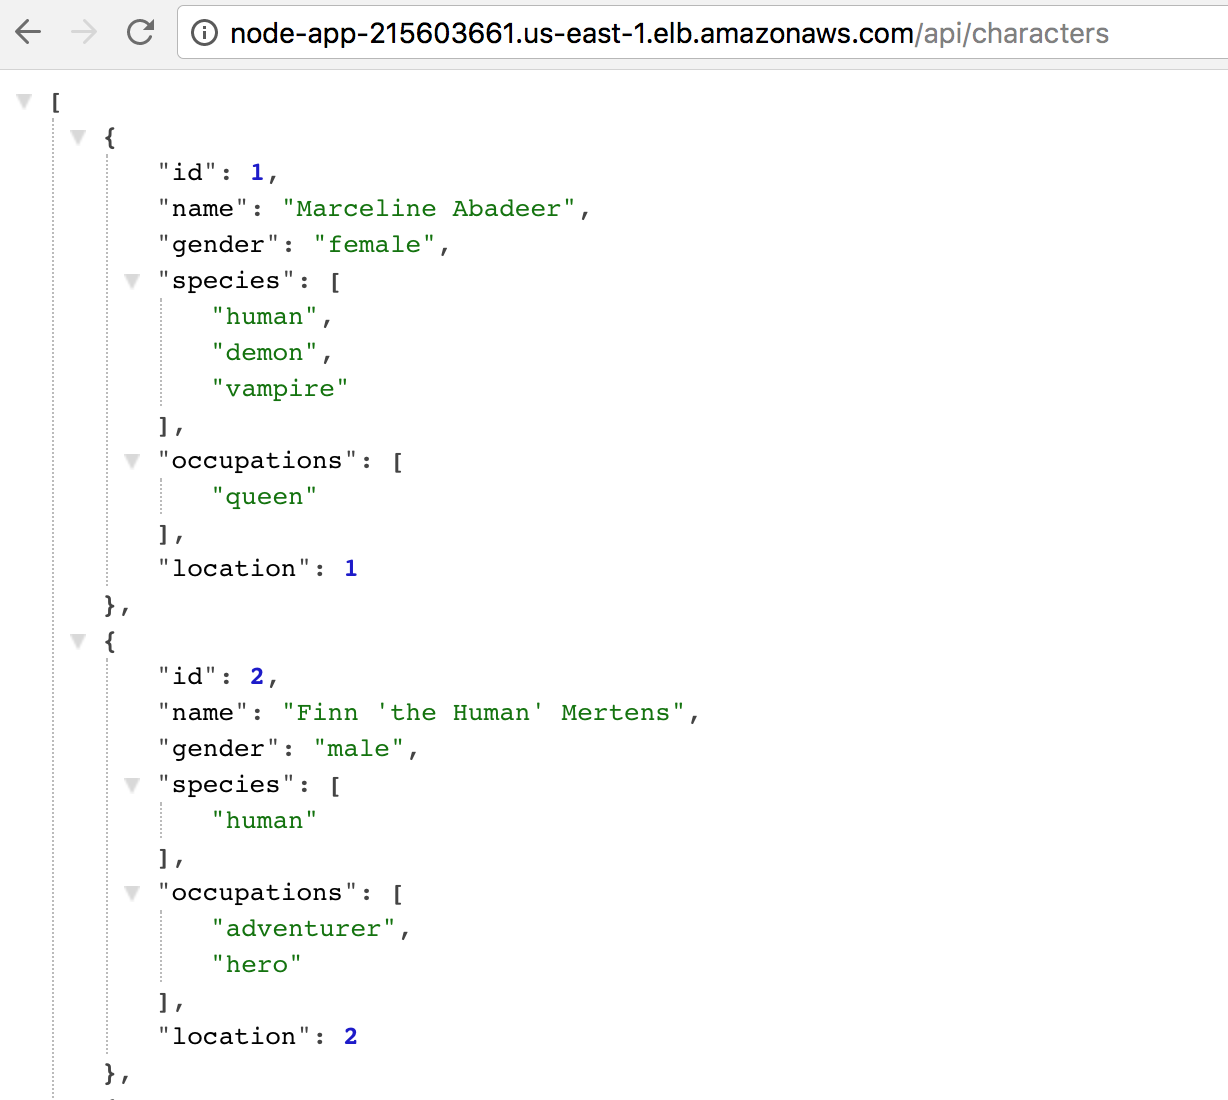 node-app-215603661.us-east-1.elb.amazonaws.com/api/characters
[
{
"id": 1,
"name": "Marceline Abadeer",
"gender": "female",
"species": [
"human",
"demon",
"vampire"
],
"occupations": [
"queen"
],
"location": 1
},
{
"id": 2,
"name": "Finn 'the Human' Mertens",
"gender": "male",
"species": [
"human"
],
"occupations": [
"adventurer",
"hero"
],
"location": 2
},